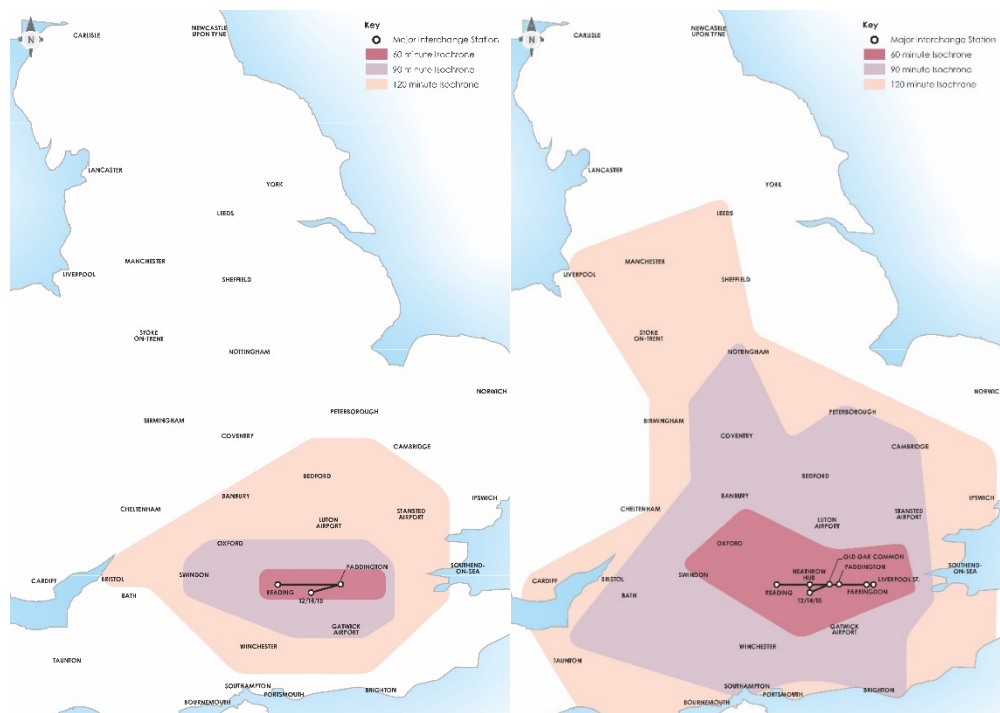 N
CARLISLE
NEWCASTLE
UPON TYNE
Key
Major Interchange Station
60 minute Isochrone
90 minute Isochrone
120 minute Isochrone
LANCASTER
YORK
LEEDS
MANCHESTER
LIVERPOOL
SHEFFIELD
STOKE
ON-TRENT
NOTTINGHAM
NORWICH
PETERBOROUGH
BIRMINGHAM
COVENTRY
CAMBRIDGE
BEDFORD
BANBURY
IPSWICH
CHELTENHAM
STANSTED
AIRPORT
LUTON
AIRPORT
OXFORD
PADDINGTON
SOUTHEND-
ON-SEA
CARDIFF
BRISTOL
SWINDON
READING
BATH
T2/T4/T5
GATWICK
AIRPORT
WINCHESTER
TAUNTON
SOUTHAMPTON
PORTSMOUTH
BRIGHTON
BOURNEMOUTH
N
CARLISLE
NEWCASTLE
UPON TYNE
Key
Major Interchange Station
60 minute Isochrone
90 minute Isochrone
120 minute Isochrone
LANCASTER
YORK
LEEDS
MANCHESTER
LIVERPOOL
SHEFFIELD
STOKE
ON-TRENT
NOTTINGHAM
NORWICH
PETERBOROUGH
BIRMINGHAM
COVENTRY
CAMBRIDGE
BEDFORD
BANBURY
IPSWICH
CHELTENHAM
STANSTED
AIRPORT
LUTON
AIRPORT
OXFORD
OLD OAK COMMON
PADDINGTON
HEATHROW
HUB
SOUTHEND-
ON-SEA
CARDIFF
BRISTOL
SWINDON
LIVERPOOL ST.
READING
FARRINGDON
BATH
T2/T4/T5
GATWICK
AIRPORT
WINCHESTER
TAUNTON
SOUTHAMPTON
PORTSMOUTH
BRIGHTON
BOURNEMOUTH